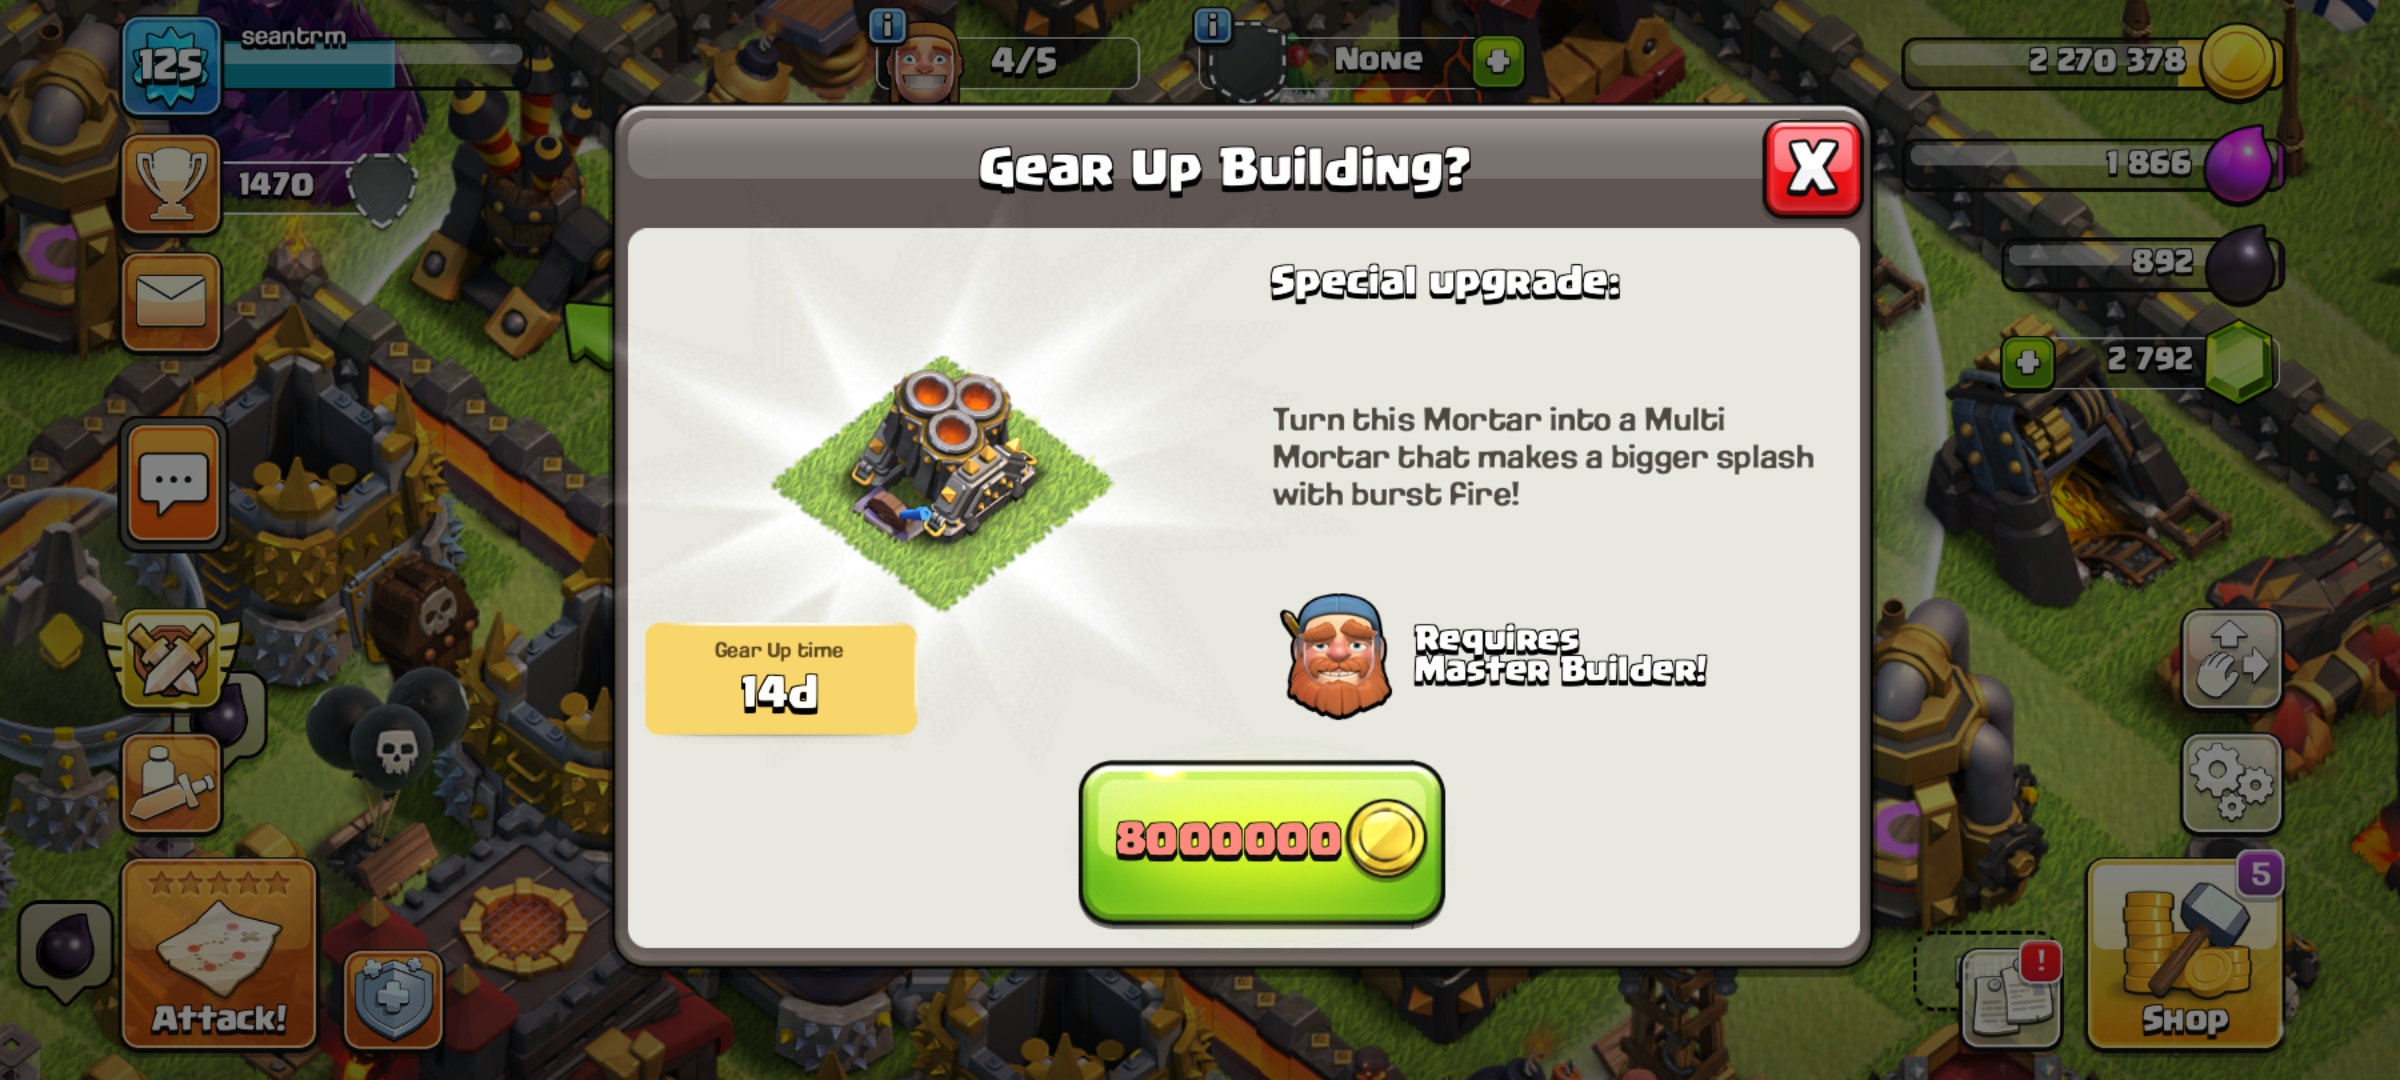 125
seantrm
4/5
None
2 270 378
1470
1 866
892
2 792
Gear Up Building?
X
Special upgrade:
Turn this Mortar into a Multi
Mortar that makes a bigger splash
with burst fire!
Gear Up time
14d
Requires
Master Builder!
8000000
Attack!
5
!
Shop